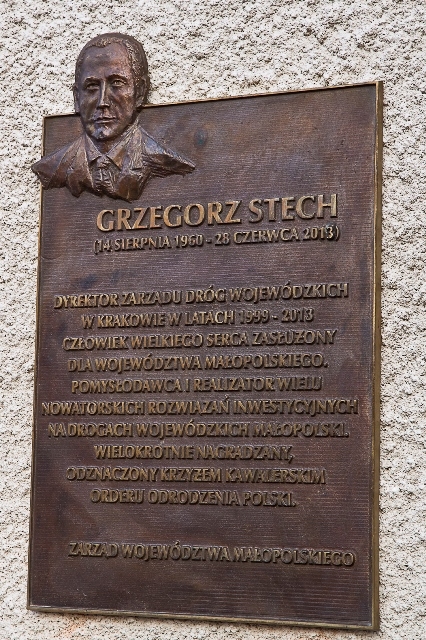 GRZEGORZ STECH
(14 SIERPNIA 1960 - 28 CZERWCA 2013)
DYREKTOR ZARZADU DRÓG WOJEWÓDZKICH
W KRAKOWIE W LATACH 1999 - 2013
CZŁOWIEK WIELKIEGO SERCA ZASŁUŻONY
DLA WOJEWÓDZTWA MAŁOPOLSKIEGO.
POMYSŁODAWCA I REALIZATOR WIELU
NOWATORSKICH ROZWIĄZAŃ INWESTYCYJNYCH
NA DROGACH WOJEWÓDZKICH MAŁOPOLSKI.
WIELOKROTNIE NAGRADZANY,
ODZNACZONY KRZYŻEM KAWALERSKIM
ORDERU ODRODZENIA POLSKI.
ZARZĄD WOJEWÓDZTWA MAŁOPOLSKIEGO